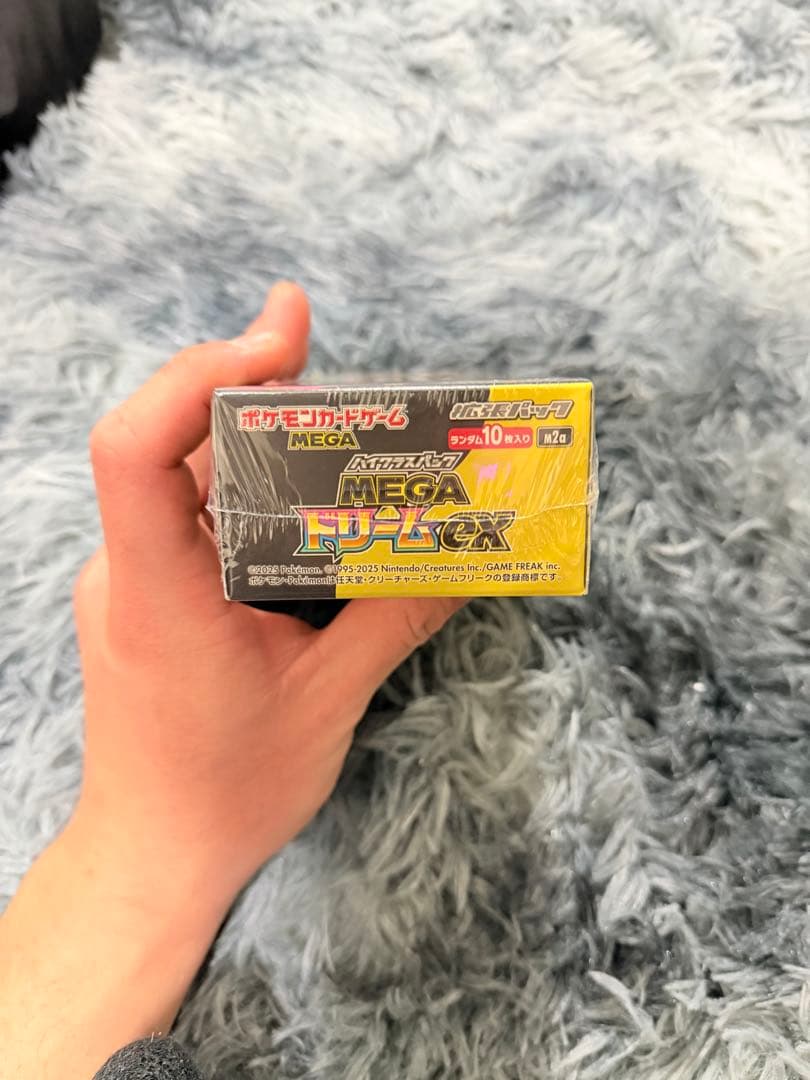 ポケモンカードゲーム
MEGA
拡張パック
ランダム10枚入り
M2a
ハイクラスパック
MEGA
ドリームex
©2025 Pokémon. ©1995-2025 Nintendo/Creatures Inc./GAME FREAK inc.
ポケモン・Pokémonは任天堂・クリーチャーズ・ゲームフリークの登録商標です。